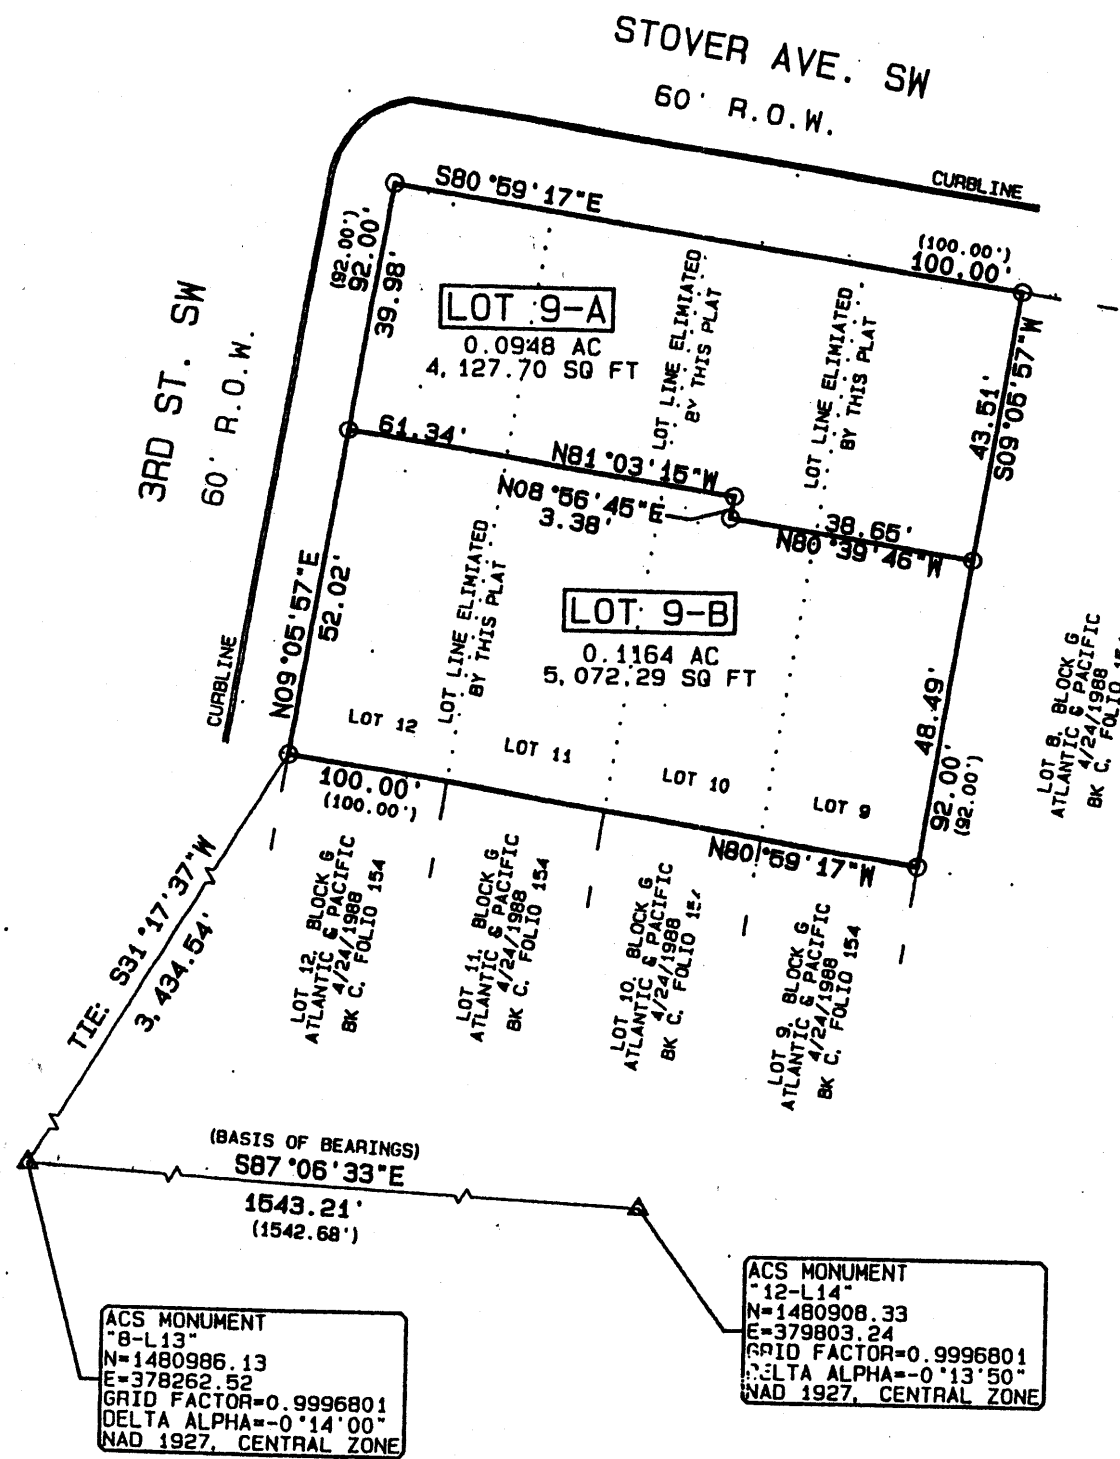 STOVER AVE. SW
60' R.O.W.
CURBLINE
S80°59'17"E
(100.00')
100.00'
(92.00')
92.00'
39.98'
3RD ST. SW
60' R.O.W.
LOT 9-A
0.0948 AC
4,127.70 SQ FT
LOT LINE ELIMIATED
BY THIS PLAT
LOT LINE ELIMIATED
BY THIS PLAT
43.51'
S09°05'57"W
61.34'
N81°03'15"W
N08°56'45"E
3.38'
38.65'
N80°39'46"W
N09°05'57"E
52.02'
CURBLINE
LOT LINE ELIMIATED
BY THIS PLAT
LOT 9-B
0.1164 AC
5,072.29 SQ FT
LOT 12
LOT 11
LOT 10
LOT 9
48.49'
92.00'
(92.00')
LOT 8, BLOCK G
ATLANTIC & PACIFIC
4/24/1988
BK C, FOLIO
100.00'
(100.00')
N80°59'17"W
TIE: S31°17'37"W
3,434.54'
LOT 12, BLOCK G
ATLANTIC & PACIFIC
4/24/1988
BK C, FOLIO 154
LOT 11, BLOCK G
ATLANTIC & PACIFIC
4/24/1988
BK C, FOLIO 154
LOT 10, BLOCK G
ATLANTIC & PACIFIC
4/24/1988
BK C, FOLIO
LOT 9, BLOCK G
ATLANTIC & PACIFIC
4/24/1988
BK C, FOLIO 154
(BASIS OF BEARINGS)
S87°06'33"E
1543.21'
(1542.68')
ACS MONUMENT
"8-L13"
N=1480986.13
E=378262.52
GRID FACTOR=0.9996801
DELTA ALPHA=-0°14'00"
NAD 1927, CENTRAL ZONE
ACS MONUMENT
"12-L14"
N=1480908.33
E=379803.24
GRID FACTOR=0.9996801
DELTA ALPHA=-0°13'50"
NAD 1927, CENTRAL ZONE